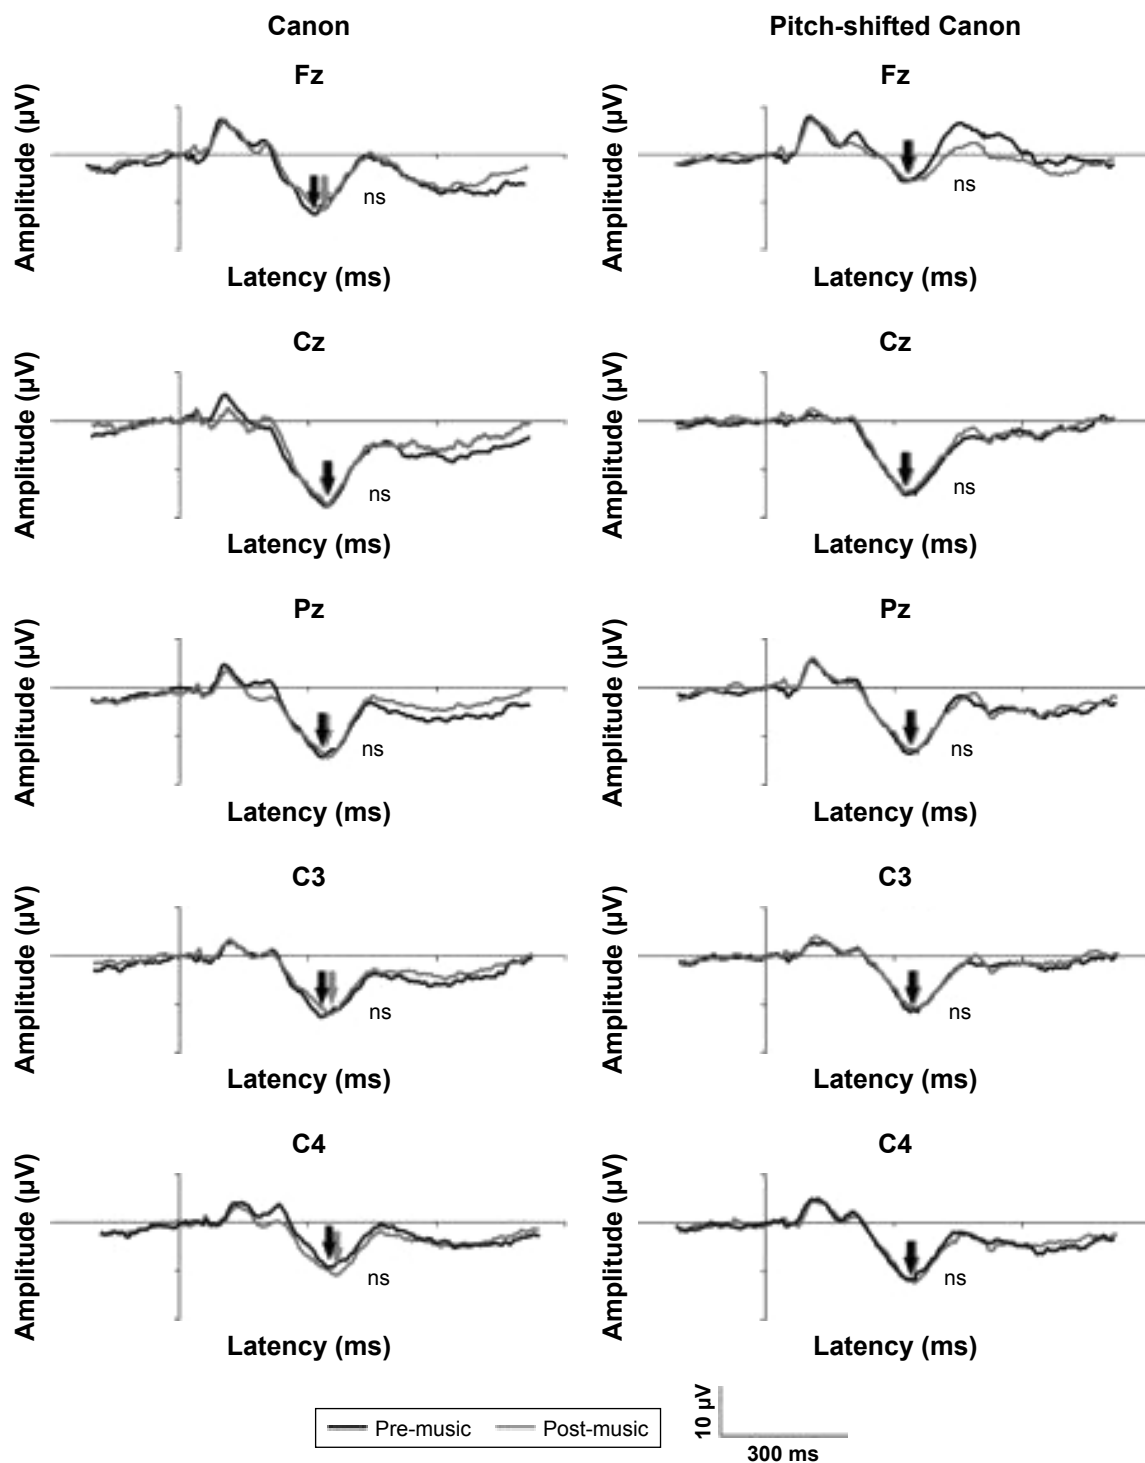 Canon
Pitch-shifted Canon
Fz
Fz
Amplitude (µV)
ns
Latency (ms)
Amplitude (µV)
ns
Latency (ms)
Cz
Cz
Amplitude (µV)
ns
Latency (ms)
Amplitude (µV)
ns
Latency (ms)
Pz
Pz
Amplitude (µV)
ns
Latency (ms)
Amplitude (µV)
ns
Latency (ms)
C3
C3
Amplitude (µV)
ns
Latency (ms)
Amplitude (µV)
ns
Latency (ms)
C4
C4
Amplitude (µV)
ns
Latency (ms)
Amplitude (µV)
ns
Latency (ms)
Pre-music
Post-music
10 µV
300 ms